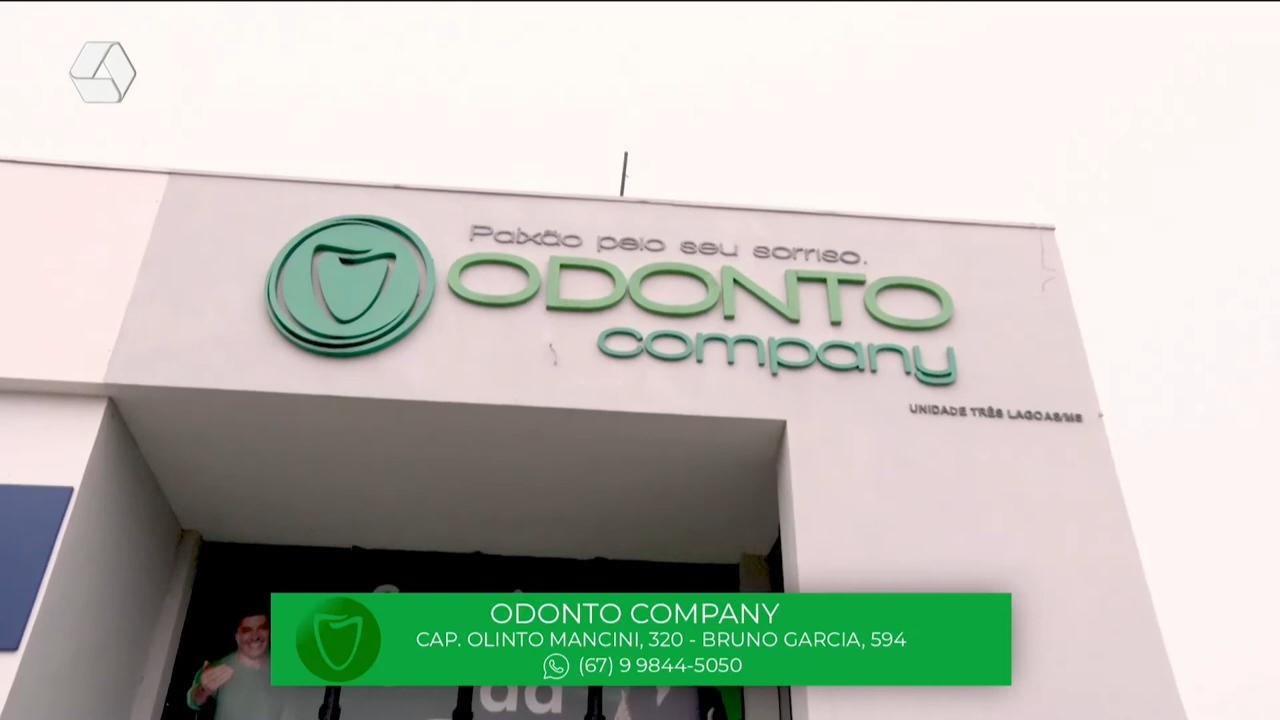 Paixão pelo seu sorriso.
ODONTO
company
UNIDADE TRÊS LAGOAS/MS
ODONTO COMPANY
CAP. OLINTO MANCINI, 320 - BRUNO GARCIA, 594
(67) 9 9844-5050